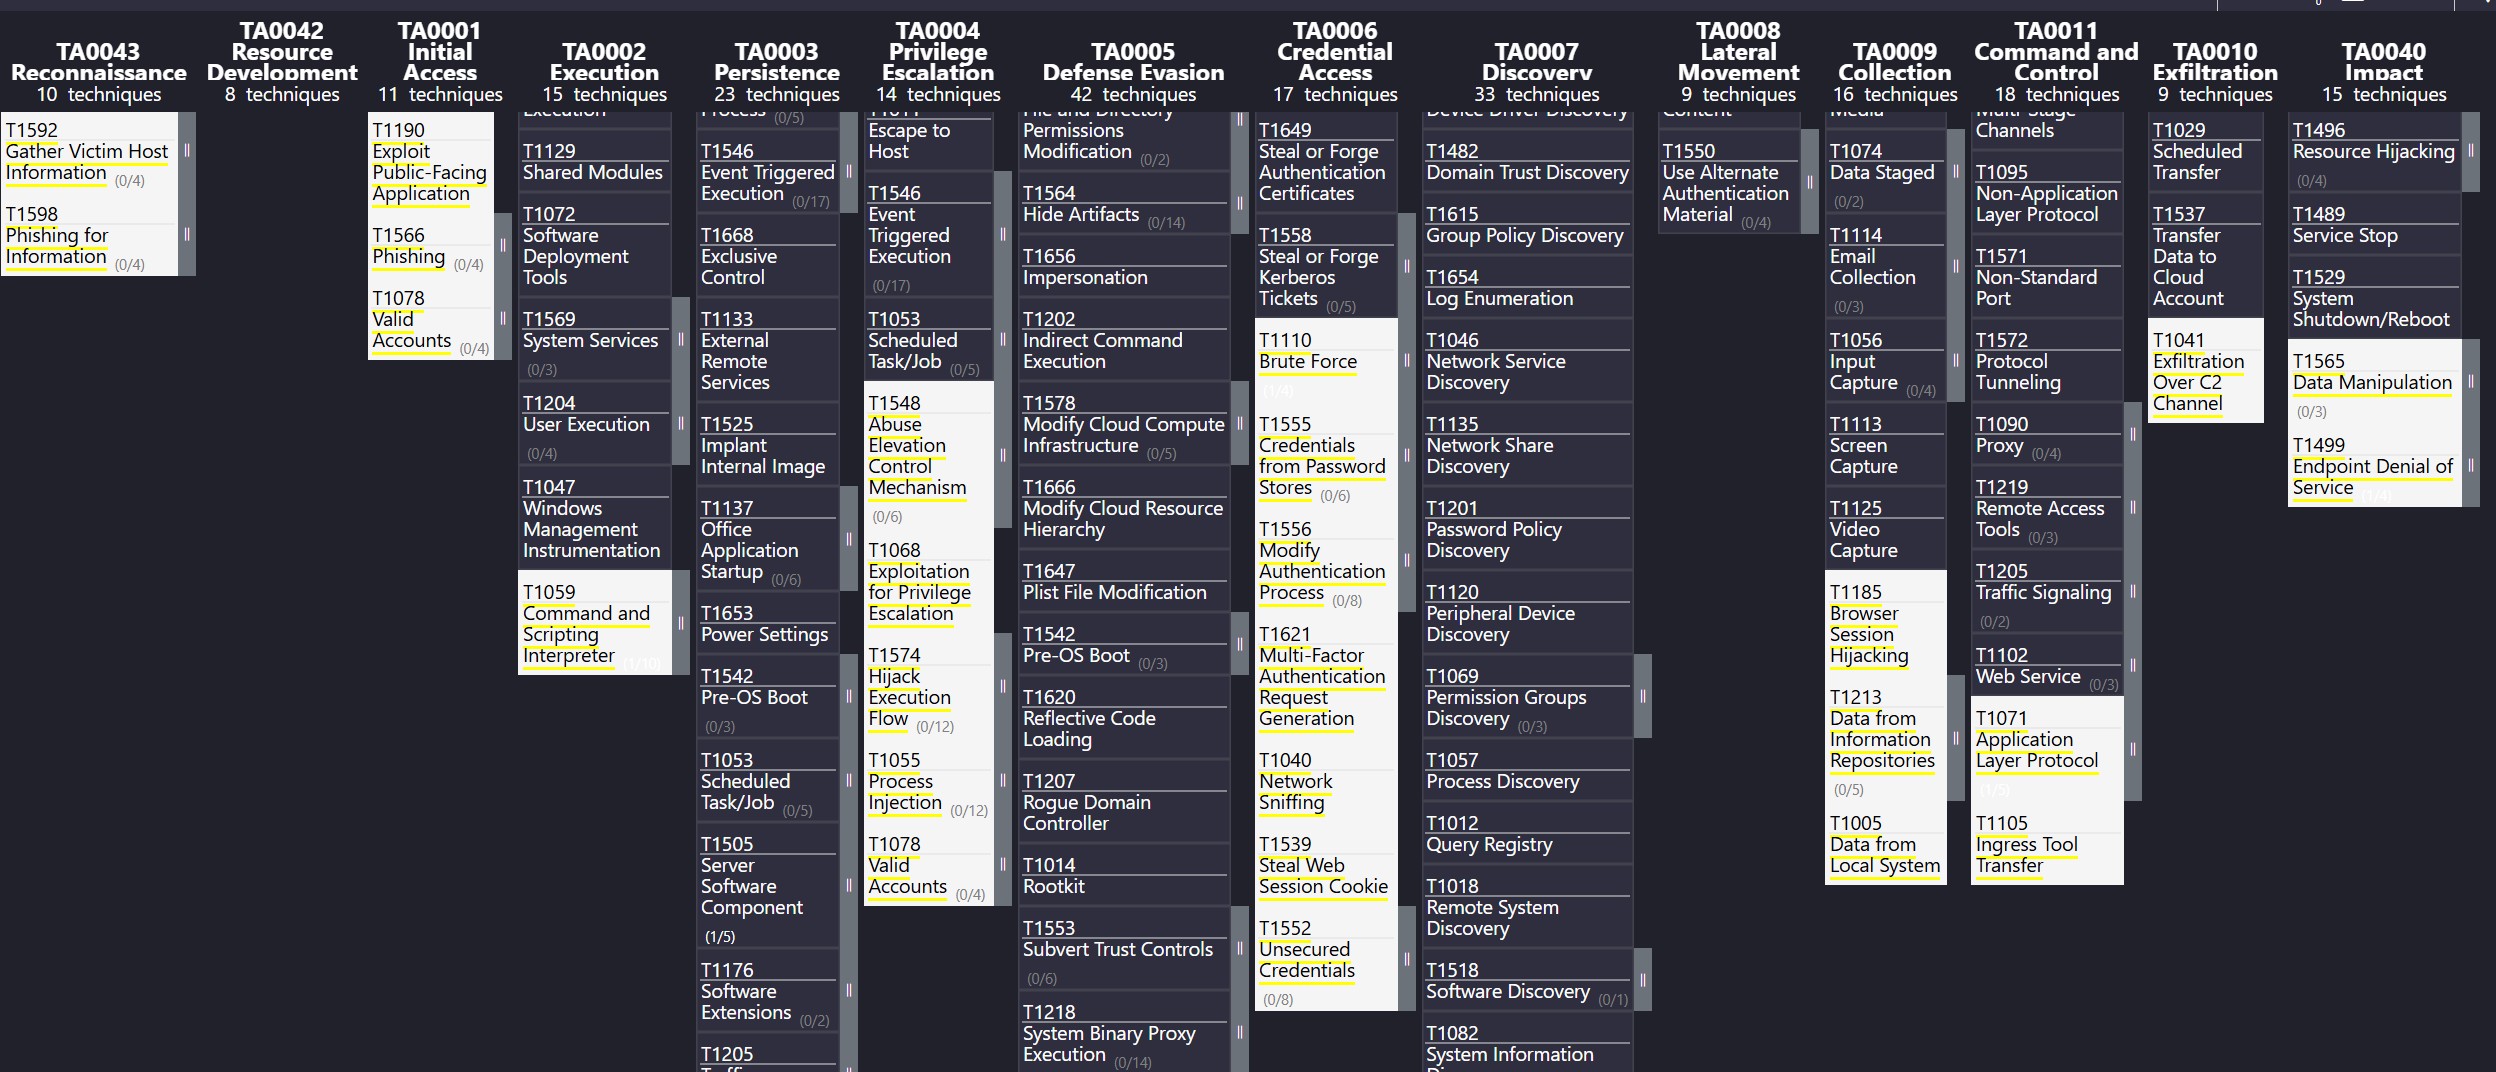 TA0043
Reconnaissance
10 techniques
T1592
Gather Victim Host
Information (0/4)
T1598
Phishing for
Information (0/4)
TA0042
Resource
Development
8 techniques
TA0001
Initial
Access
11 techniques
T1190
Exploit
Public-Facing
Application
T1566
Phishing (0/4)
T1078
Valid
Accounts (0/4)
TA0002
Execution
15 techniques
Execution
T1129
Shared Modules
T1072
Software
Deployment
Tools
T1569
System Services
(0/3)
T1204
User Execution
(0/4)
T1047
Windows
Management
Instrumentation
T1059
Command and
Scripting
Interpreter (1/10)
TA0003
Persistence
23 techniques
Process (0/5)
T1546
Event Triggered
Execution (0/17)
T1668
Exclusive
Control
T1133
External
Remote
Services
T1525
Implant
Internal Image
T1137
Office
Application
Startup (0/6)
T1653
Power Settings
T1542
Pre-OS Boot
(0/3)
T1053
Scheduled
Task/Job (0/5)
T1505
Server
Software
Component
(1/5)
T1176
Software
Extensions (0/2)
T1205
TA0004
Privilege
Escalation
14 techniques
T1611
Escape to
Host
T1546
Event
Triggered
Execution
(0/17)
T1053
Scheduled
Task/Job (0/5)
T1548
Abuse
Elevation
Control
Mechanism
(0/6)
T1068
Exploitation
for Privilege
Escalation
T1574
Hijack
Execution
Flow (0/12)
T1055
Process
Injection (0/12)
T1078
Valid
Accounts (0/4)
TA0005
Defense Evasion
42 techniques
File and Directory
Permissions
Modification (0/2)
T1564
Hide Artifacts (0/14)
T1656
Impersonation
T1202
Indirect Command
Execution
T1578
Modify Cloud Compute
Infrastructure (0/5)
T1666
Modify Cloud Resource
Hierarchy
T1647
Plist File Modification
T1542
Pre-OS Boot (0/3)
T1620
Reflective Code
Loading
T1207
Rogue Domain
Controller
T1014
Rootkit
T1553
Subvert Trust Controls
(0/6)
T1218
System Binary Proxy
Execution (0/14)
TA0006
Credential
Access
17 techniques
T1649
Steal or Forge
Authentication
Certificates
T1558
Steal or Forge
Kerberos
Tickets (0/5)
T1110
Brute Force
(1/4)
T1555
Credentials
from Password
Stores (0/6)
T1556
Modify
Authentication
Process (0/8)
T1621
Multi-Factor
Authentication
Request
Generation
T1040
Network
Sniffing
T1539
Steal Web
Session Cookie
T1552
Unsecured
Credentials
(0/8)
TA0007
Discovery
33 techniques
Device Driver Discovery
T1482
Domain Trust Discovery
T1615
Group Policy Discovery
T1654
Log Enumeration
T1046
Network Service
Discovery
T1135
Network Share
Discovery
T1201
Password Policy
Discovery
T1120
Peripheral Device
Discovery
T1069
Permission Groups
Discovery (0/3)
T1057
Process Discovery
T1012
Query Registry
T1018
Remote System
Discovery
T1518
Software Discovery (0/1)
T1082
System Information
TA0008
Lateral
Movement
9 techniques
Content
T1550
Use Alternate
Authentication
Material (0/4)
TA0009
Collection
16 techniques
Media
T1074
Data Staged
(0/2)
T1114
Email
Collection
(0/3)
T1056
Input
Capture (0/4)
T1113
Screen
Capture
T1125
Video
Capture
T1185
Browser
Session
Hijacking
T1213
Data from
Information
Repositories
(0/5)
T1005
Data from
Local System
TA0011
Command and
Control
18 techniques
Multi-Stage
Channels
T1095
Non-Application
Layer Protocol
T1571
Non-Standard
Port
T1572
Protocol
Tunneling
T1090
Proxy (0/4)
T1219
Remote Access
Tools (0/3)
T1205
Traffic Signaling
(0/2)
T1102
Web Service (0/3)
T1071
Application
Layer Protocol
(1/5)
T1105
Ingress Tool
Transfer
TA0010
Exfiltration
9 techniques
T1029
Scheduled
Transfer
T1537
Transfer
Data to
Cloud
Account
T1041
Exfiltration
Over C2
Channel
TA0040
Impact
15 techniques
T1496
Resource Hijacking
(0/4)
T1489
Service Stop
T1529
System
Shutdown/Reboot
T1565
Data Manipulation
(0/3)
T1499
Endpoint Denial of
Service (1/4)